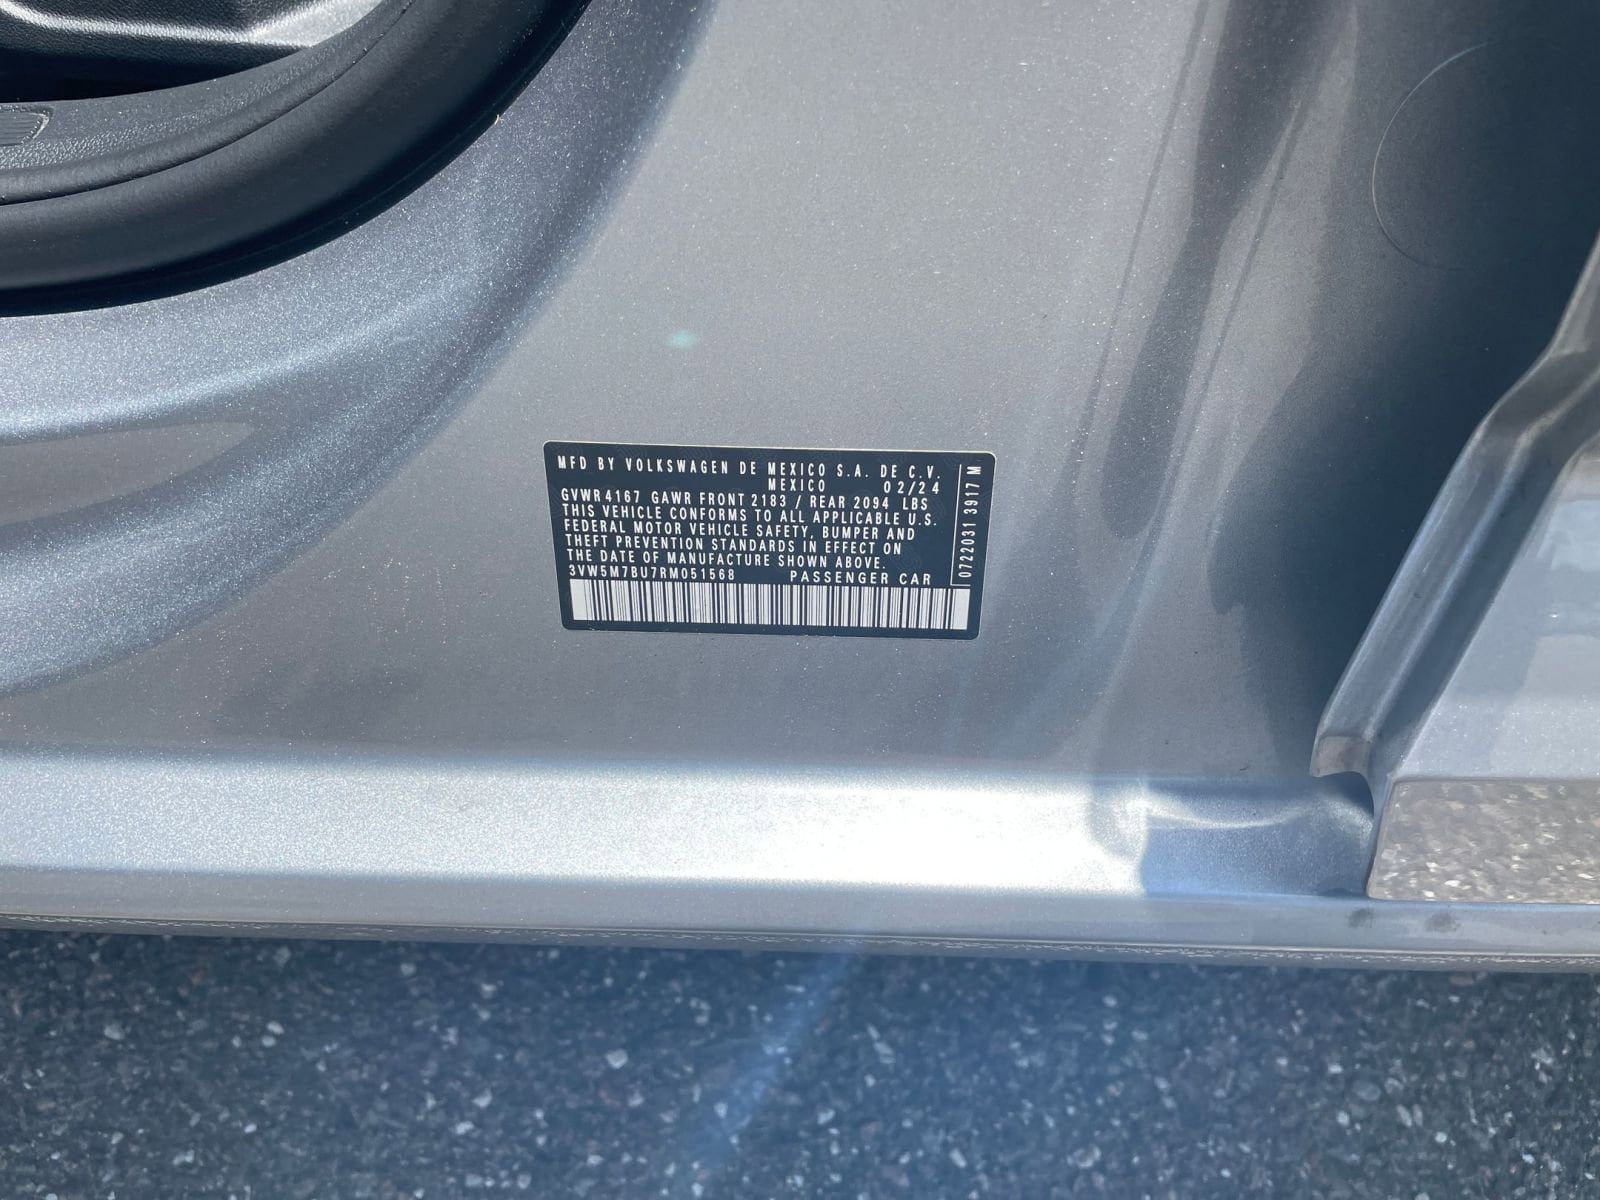 MFD BY VOLKSWAGEN DE MEXICO S.A. DE C.V.
MEXICO 02/24
GVWR 4167 GAWR FRONT 2183 / REAR 2094 LBS
THIS VEHICLE CONFORMS TO ALL APPLICABLE U.S.
FEDERAL MOTOR VEHICLE SAFETY, BUMPER AND
THEFT PREVENTION STANDARDS IN EFFECT ON
THE DATE OF MANUFACTURE SHOWN ABOVE.
3VW5M7BU7RM051568 PASSENGER CAR
0722031 3917 M